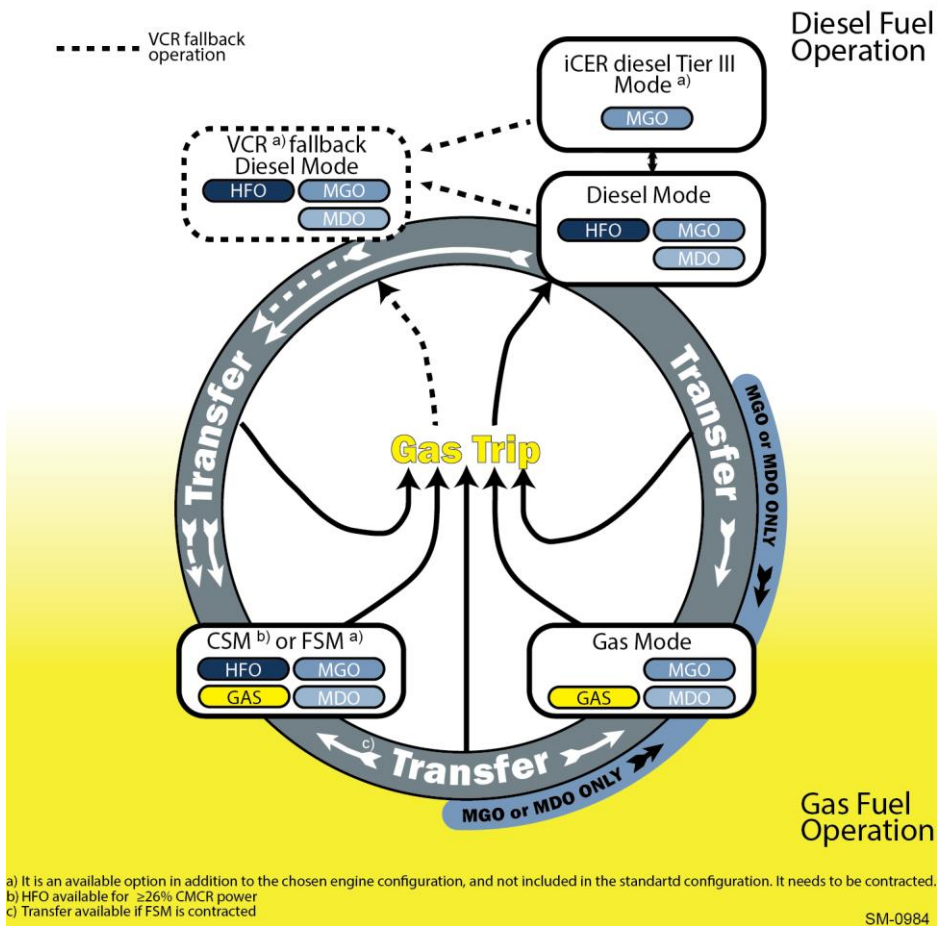 VCR fallback
operation
Diesel Fuel
Operation
iCER diesel Tier III
Mode a)
MGO
VCR a) fallback
Diesel Mode
HFO MGO
MDO
Diesel Mode
HFO MGO
MDO
Transfer
Transfer
MGO or MDO ONLY
Gas Trip
CSM b) or FSM a)
HFO MGO
GAS MDO
Gas Mode
MGO
GAS MDO
c) Transfer
MGO or MDO ONLY
Gas Fuel
Operation
a) It is an available option in addition to the chosen engine configuration, and not included in the standartd configuration. It needs to be contracted.
b) HFO available for ≥26% CMCR power
c) Transfer available if FSM is contracted
SM-0984